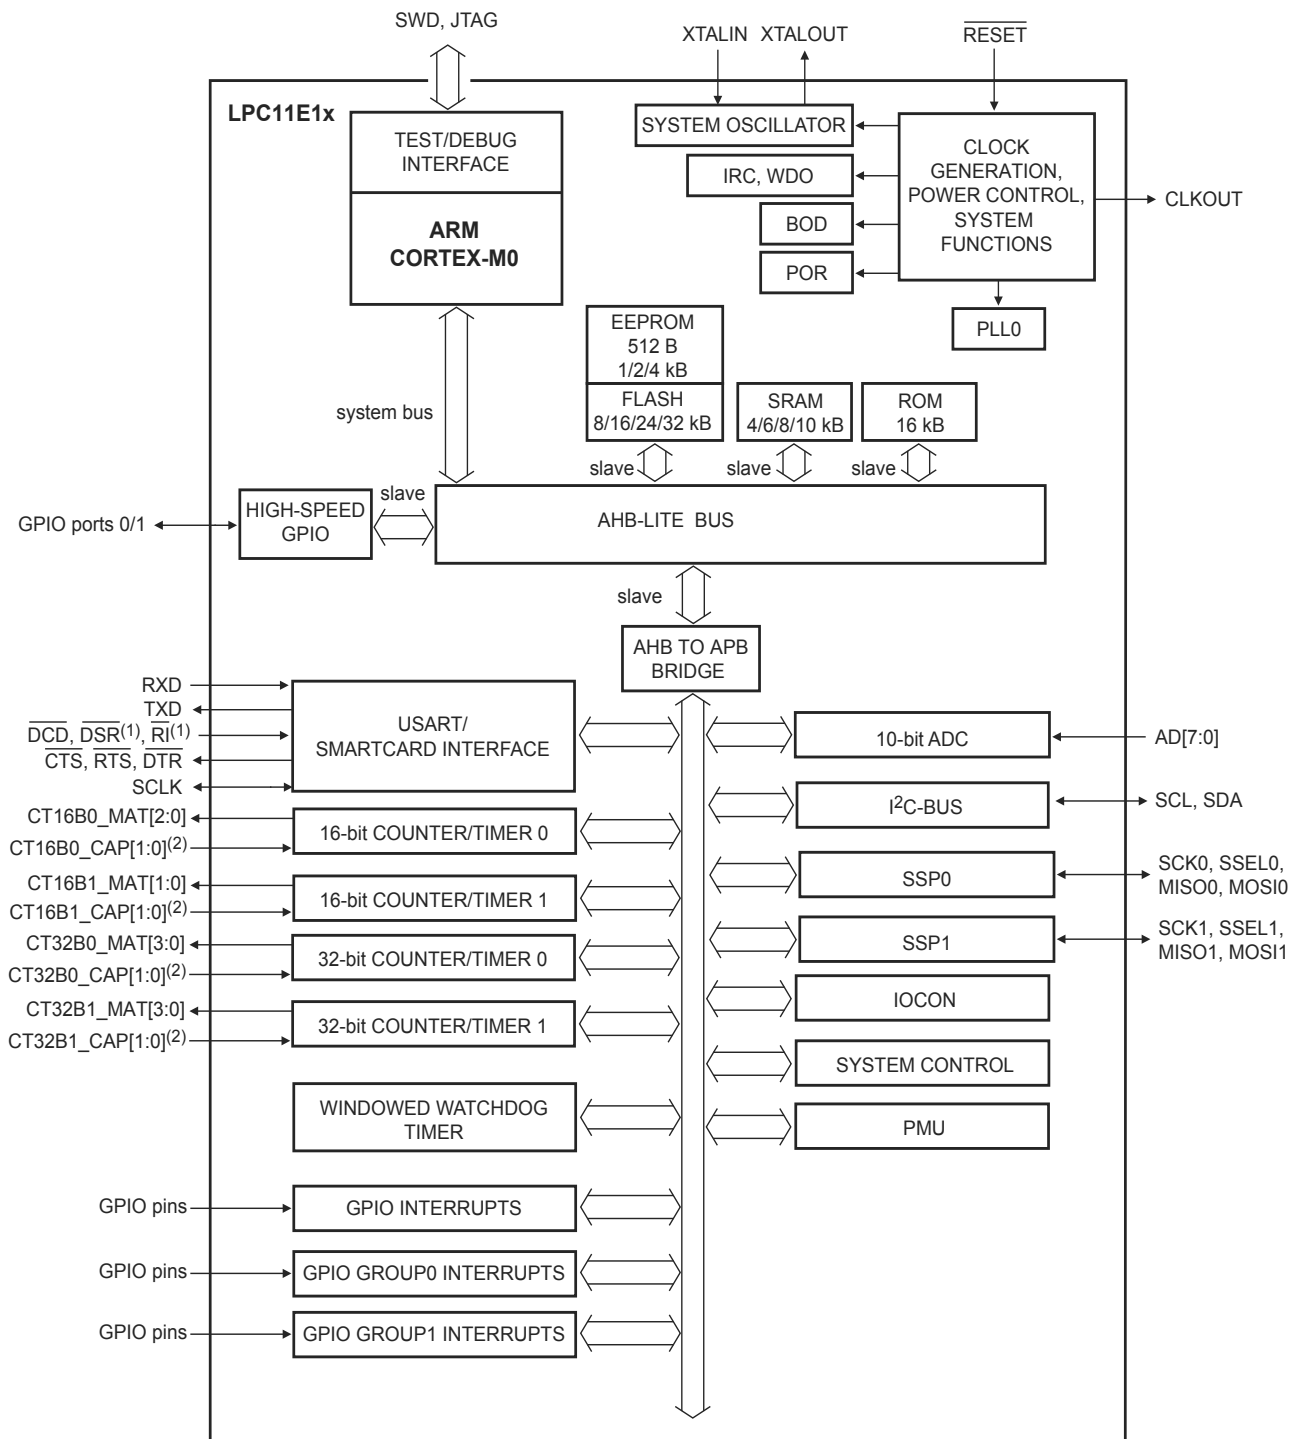 SWD, JTAG
XTALIN XTALOUT
RESET
LPC11E1x
TEST/DEBUG
INTERFACE
ARM
CORTEX-M0
SYSTEM OSCILLATOR
IRC, WDO
BOD
POR
CLOCK
GENERATION,
POWER CONTROL,
SYSTEM
FUNCTIONS
CLKOUT
PLL0
EEPROM
512 B
1/2/4 kB
FLASH
8/16/24/32 kB
SRAM
4/6/8/10 kB
ROM
16 kB
system bus
slave
slave
slave
slave
GPIO ports 0/1
HIGH-SPEED
GPIO
AHB-LITE BUS
slave
AHB TO APB
BRIDGE
RXD
TXD
DCD, DSR(1), RI(1)
CTS, RTS, DTR
SCLK
USART/
SMARTCARD INTERFACE
10-bit ADC
AD[7:0]
CT16B0_MAT[2:0]
CT16B0_CAP[1:0](2)
16-bit COUNTER/TIMER 0
I2C-BUS
SCL, SDA
CT16B1_MAT[1:0]
CT16B1_CAP[1:0](2)
16-bit COUNTER/TIMER 1
SSP0
SCK0, SSEL0,
MISO0, MOSI0
CT32B0_MAT[3:0]
CT32B0_CAP[1:0](2)
32-bit COUNTER/TIMER 0
SSP1
SCK1, SSEL1,
MISO1, MOSI1
CT32B1_MAT[3:0]
CT32B1_CAP[1:0](2)
32-bit COUNTER/TIMER 1
IOCON
SYSTEM CONTROL
WINDOWED WATCHDOG
TIMER
PMU
GPIO pins
GPIO INTERRUPTS
GPIO pins
GPIO GROUP0 INTERRUPTS
GPIO pins
GPIO GROUP1 INTERRUPTS